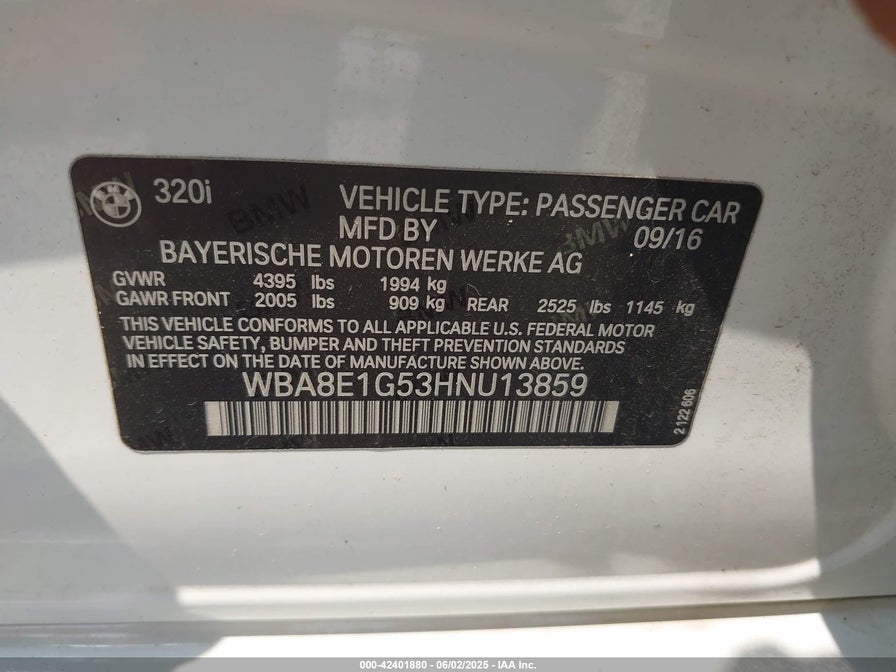 320i VEHICLE TYPE: PASSENGER CAR
MFD BY 09/16
BAYERISCHE MOTOREN WERKE AG
GVWR 4395 lbs 1994 kg
GAWR FRONT 2005 lbs 909 kg REAR 2525 lbs 1145 kg
THIS VEHICLE CONFORMS TO ALL APPLICABLE U.S. FEDERAL MOTOR
VEHICLE SAFETY, BUMPER AND THEFT PREVENTION STANDARDS
IN EFFECT ON THE DATE OF MANUFACTURE SHOWN ABOVE.
WBA8E1G53HNU13859
2 122 606
000-42401880 - 06/02/2025 - IAA Inc.